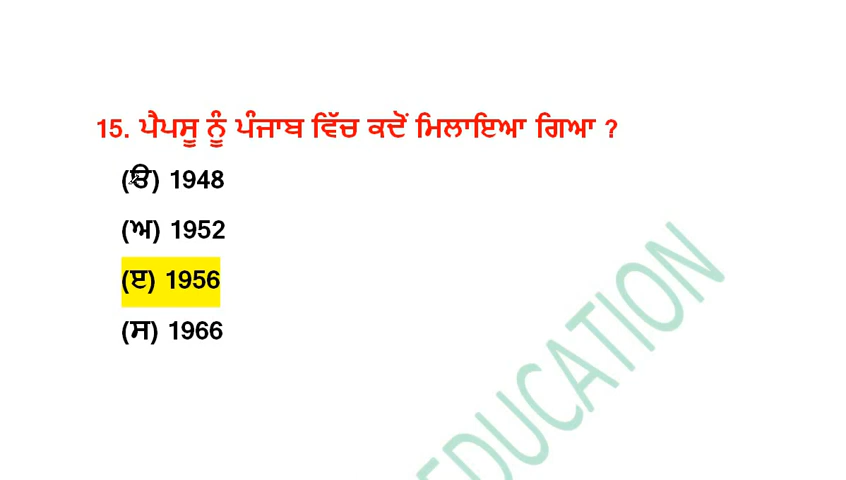 15. ਪੈਪਸੂ ਨੂੰ ਪੰਜਾਬ ਵਿੱਚ ਕਦੋਂ ਮਿਲਾਇਆ ਗਿਆ ?
(ੳ) 1948
(ਅ) 1952
(ੲ) 1956
(ਸ) 1966
EDUCATION